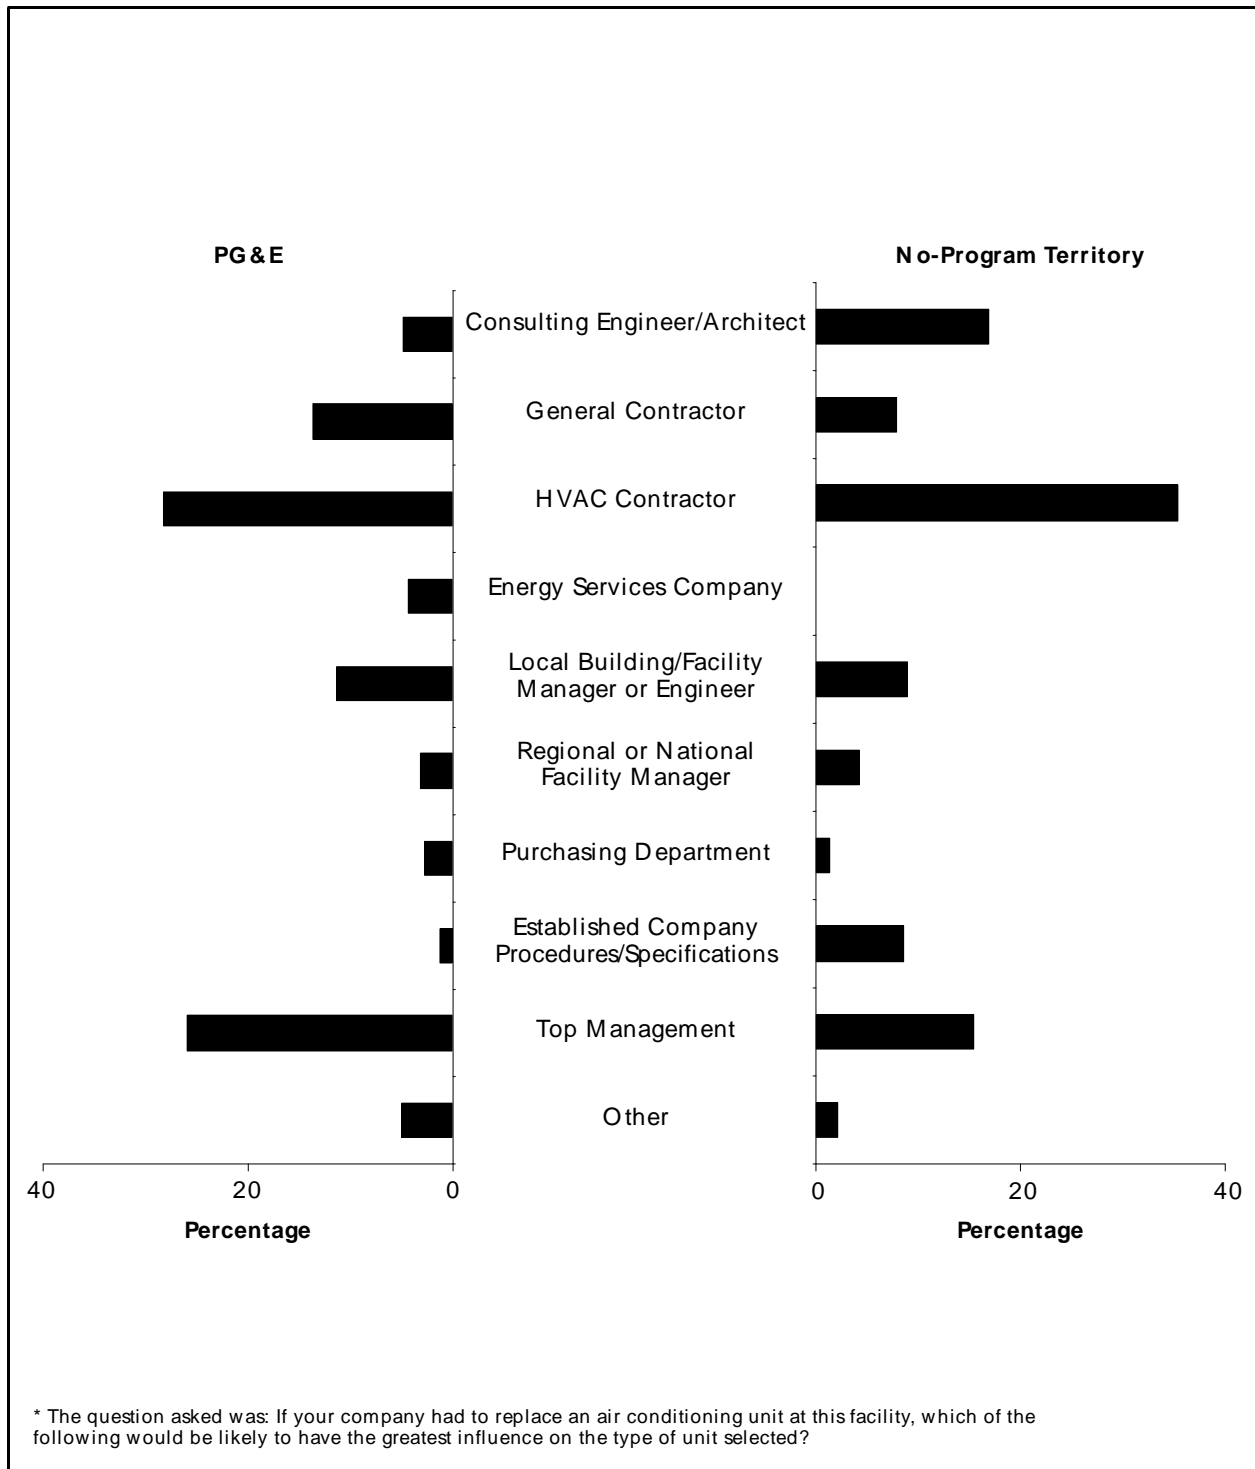 PG&E
No-Program Territory
Consulting Engineer/Architect
General Contractor
HVAC Contractor
Energy Services Company
Local Building/Facility
Manager or Engineer
Regional or National
Facility Manager
Purchasing Department
Established Company
Procedures/Specifications
Top Management
Other
40 20 0
0 20 40
Percentage
Percentage
* The question asked was: If your company had to replace an air conditioning unit at this facility, which of the
following would be likely to have the greatest influence on the type of unit selected?